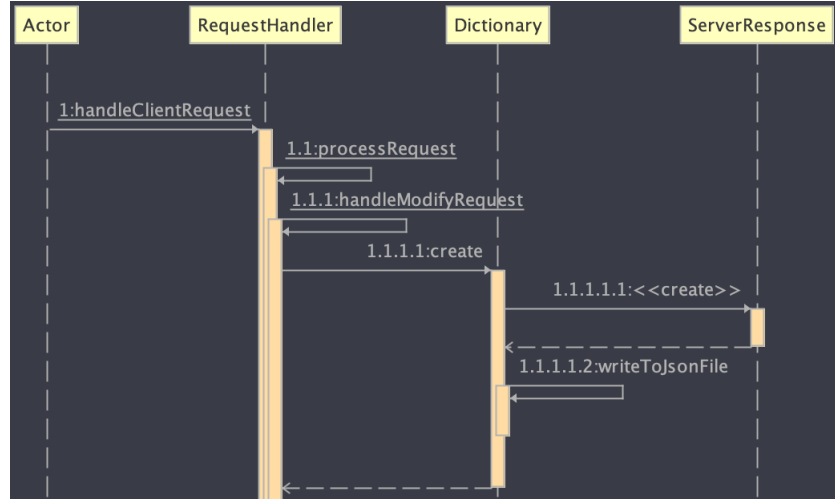 Actor
RequestHandler
Dictionary
ServerResponse
1:handleClientRequest
1.1:processRequest
1.1.1:handleModifyRequest
1.1.1.1:create
1.1.1.1.1:<<create>>
1.1.1.1.2:writeToJsonFile